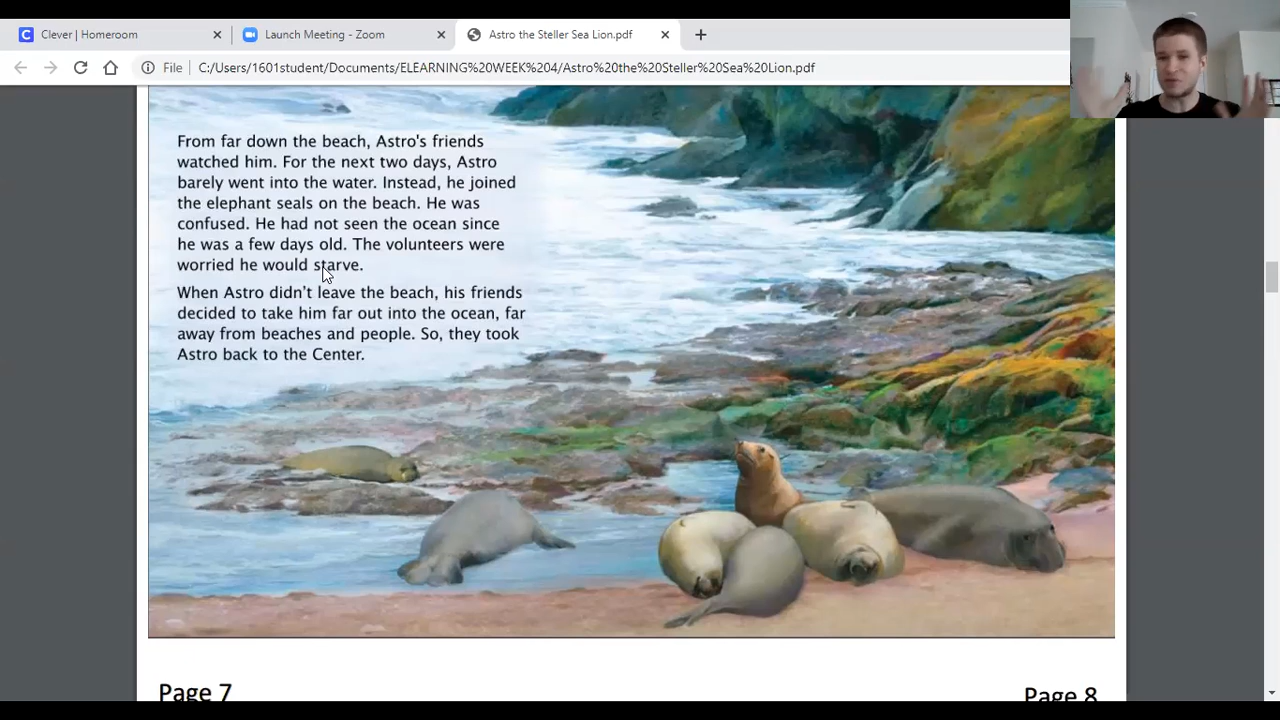 Clever | Homeroom
Launch Meeting - Zoom
Astro the Steller Sea Lion.pdf
File
C:/Users/1601student/Documents/ELEARNING%20WEEK%204/Astro%20the%20Steller%20Sea%20Lion.pdf
From far down the beach, Astro's friends
watched him. For the next two days, Astro
barely went into the water. Instead, he joined
the elephant seals on the beach. He was
confused. He had not seen the ocean since
he was a few days old. The volunteers were
worried he would starve.
When Astro didn't leave the beach, his friends
decided to take him far out into the ocean, far
away from beaches and people. So, they took
Astro back to the Center.
Page 7
Page 8